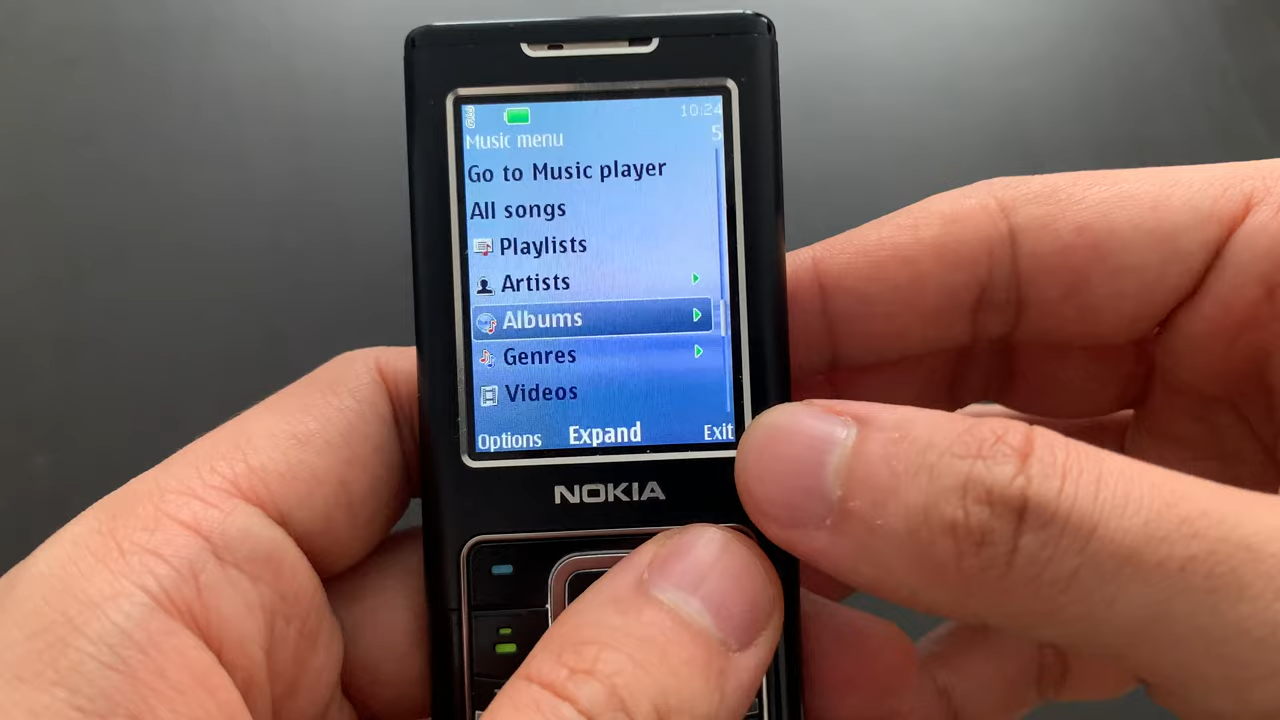 10:24
Music menu
5
Go to Music player
All songs
Playlists
Artists
Albums
Genres
Videos
Options Expand Exit
NOKIA